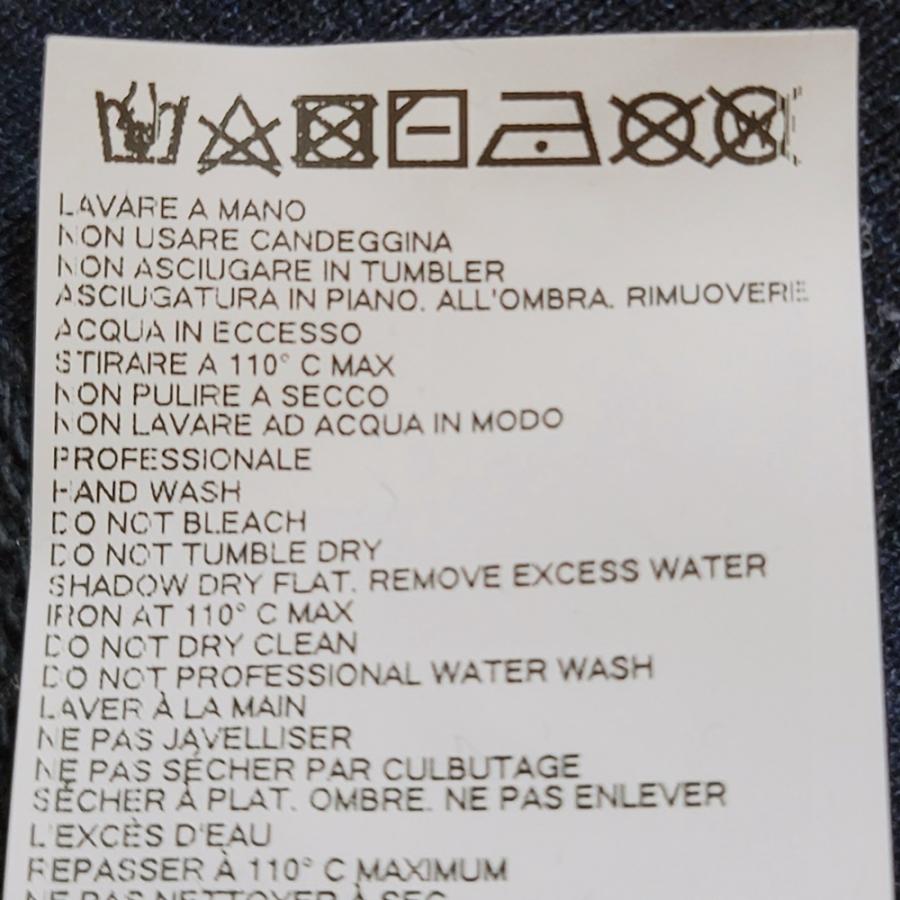 LAVARE A MANO
NON USARE CANDEGGINA
NON ASCIUGARE IN TUMBLER
ASCIUGATURA IN PIANO. ALL'OMBRA. RIMUOVERE
ACQUA IN ECCESSO
STIRARE A 110° C MAX
NON PULIRE A SECCO
NON LAVARE AD ACQUA IN MODO
PROFESSIONALE
HAND WASH
DO NOT BLEACH
DO NOT TUMBLE DRY
SHADOW DRY FLAT. REMOVE EXCESS WATER
IRON AT 110° C MAX
DO NOT DRY CLEAN
DO NOT PROFESSIONAL WATER WASH
LAVER À LA MAIN
NE PAS JAVELLISER
NE PAS SÉCHER PAR CULBUTAGE
SÉCHER À PLAT. OMBRE. NE PAS ENLEVER
L'EXCÈS D'EAU
REPASSER À 110° C MAXIMUM
NE PAS NETTOYER À SEC